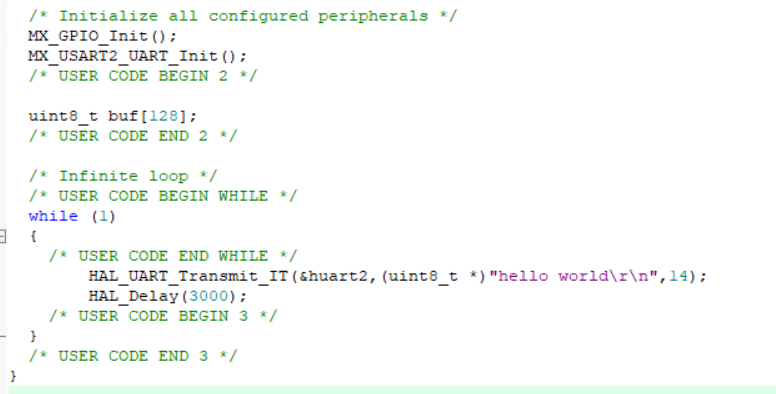 /* Initialize all configured peripherals */
MX_GPIO_Init();
MX_USART2_UART_Init();
/* USER CODE BEGIN 2 */
uint8_t buf[128];
/* USER CODE END 2 */
/* Infinite loop */
/* USER CODE BEGIN WHILE */
while (1)
{
/* USER CODE END WHILE */
HAL_UART_Transmit_IT(&huart2,(uint8_t *)"hello world\r\n",14);
HAL_Delay(3000);
/* USER CODE BEGIN 3 */
}
/* USER CODE END 3 */
}